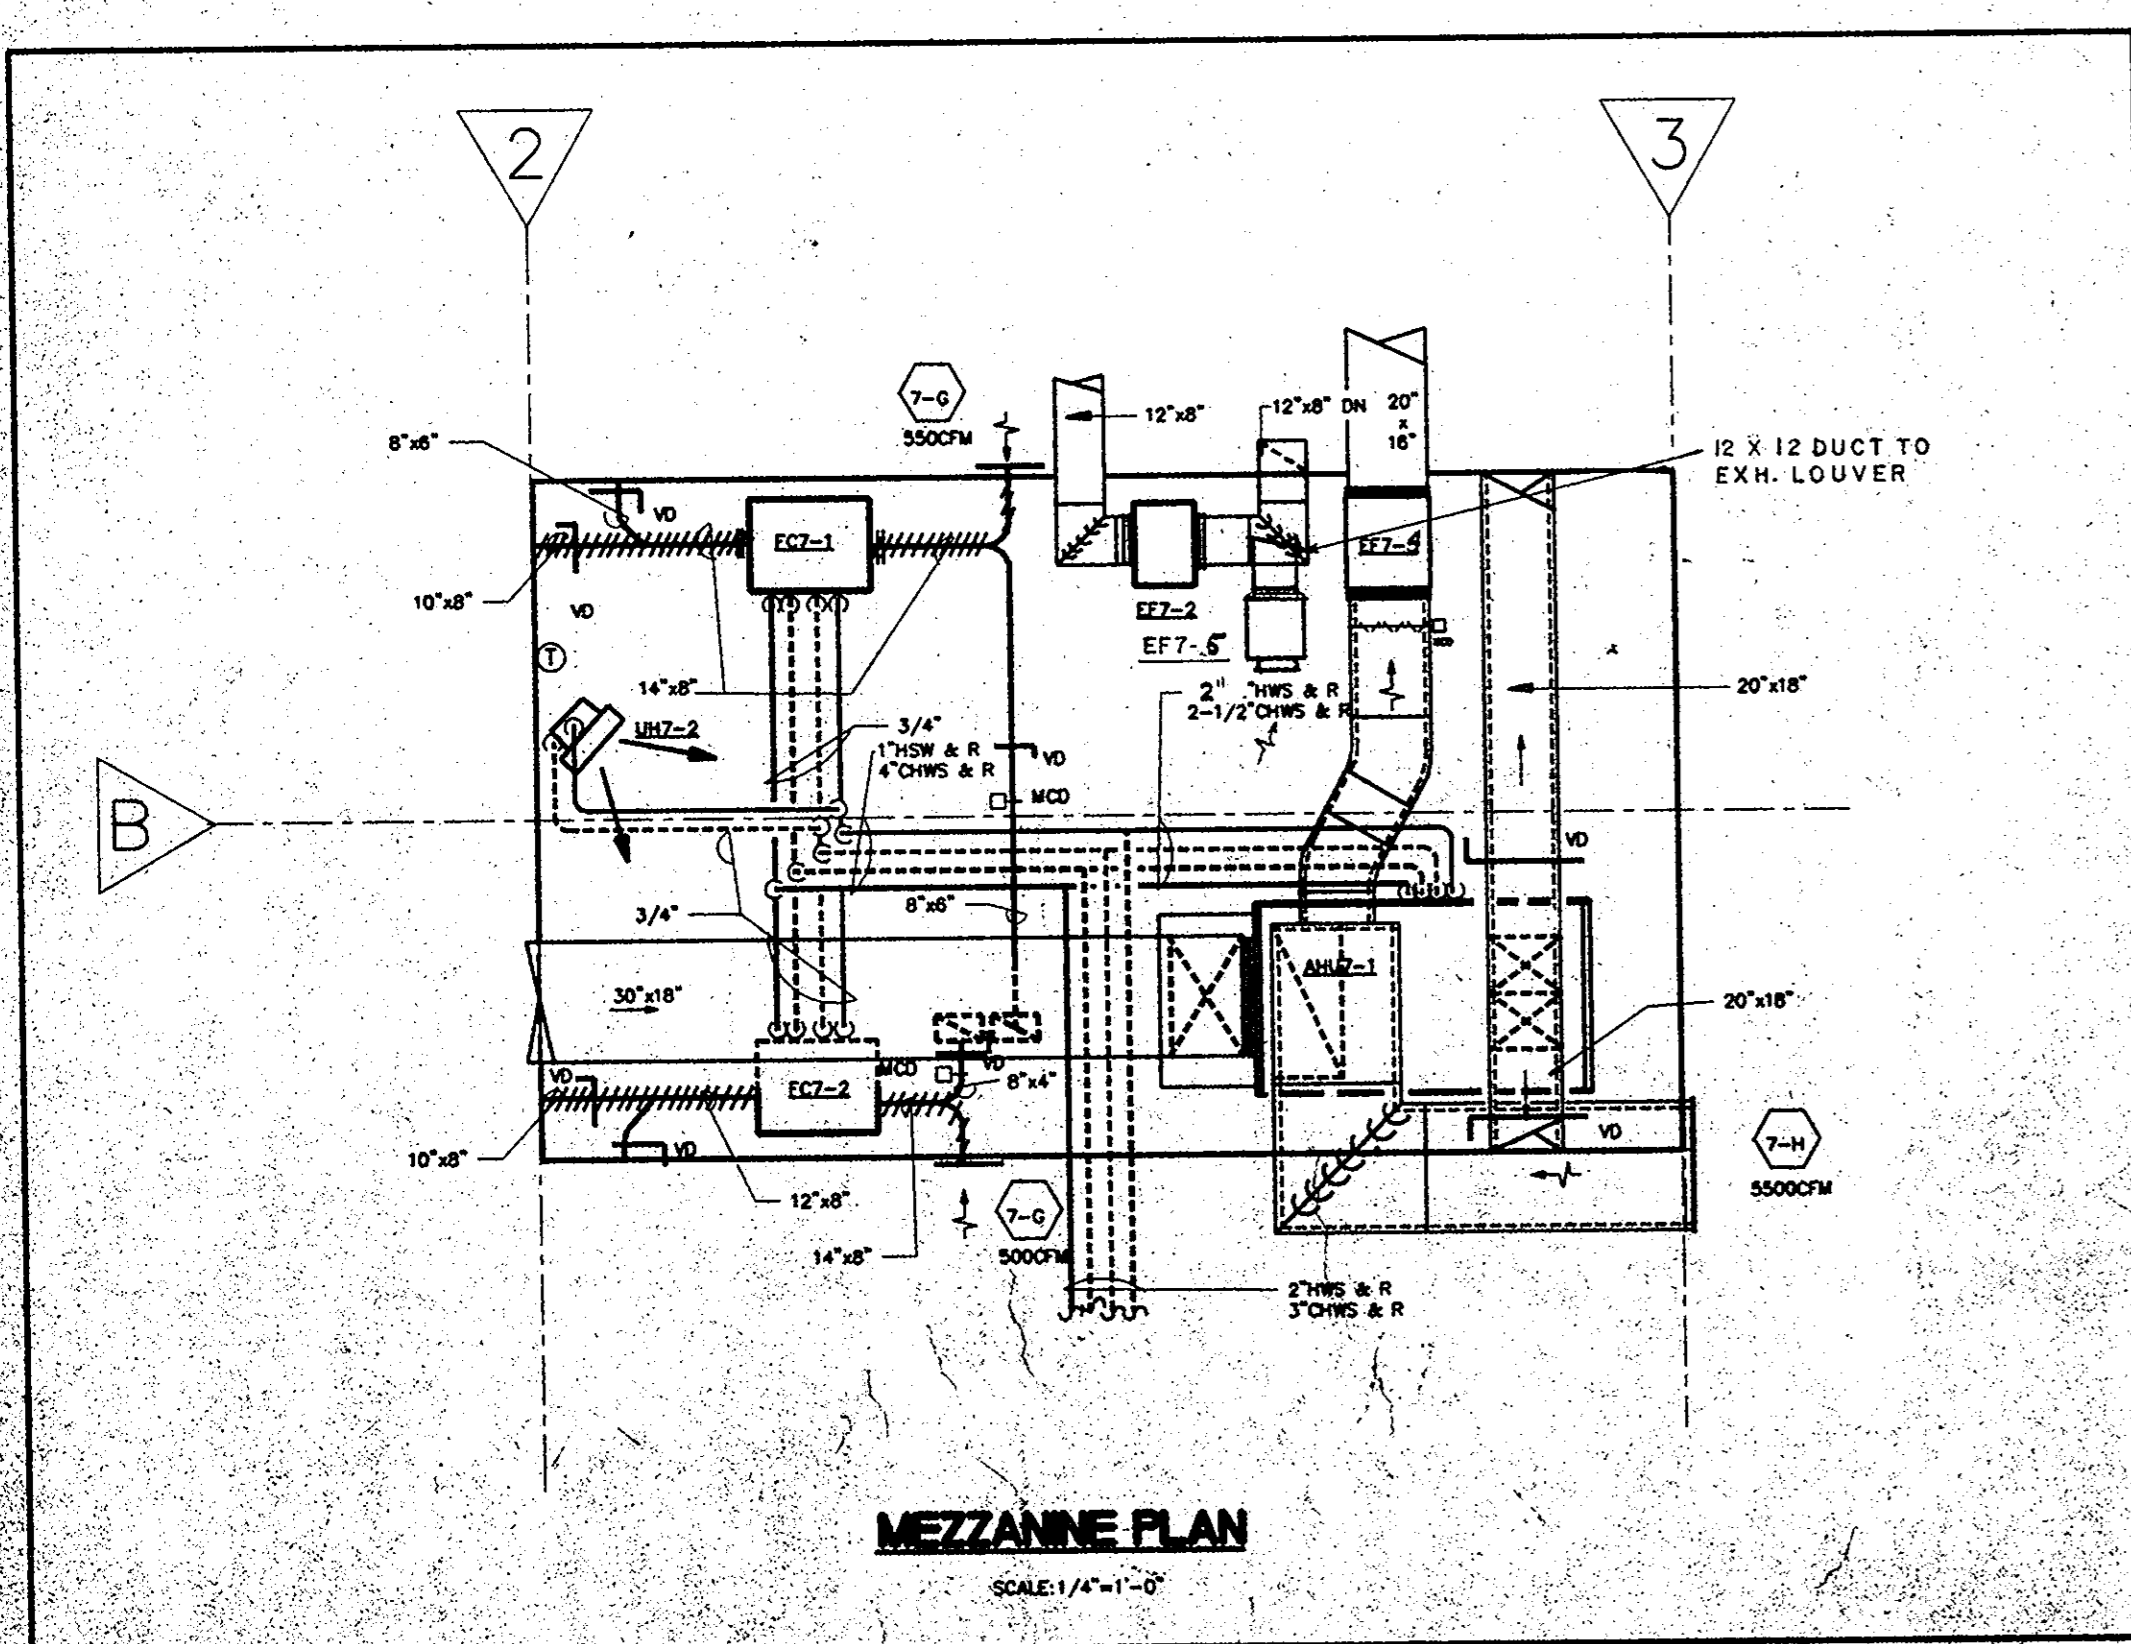 2
3
7-G
550CFM
12"x8"
12"x8" DN
20"
x
16"
8"x6"
12 X 12 DUCT TO
EXH. LOUVER
VD
FC7-1
EF7-4
10"x8"
VD
EF7-2
EF7-5
T
14"x8"
2" "HWS & R
2-1/2"CHWS & R
20"x18"
UH7-2
3/4"
1"HSW & R
4"CHWS & R
VD
MCD
B
VD
3/4"
8"x6"
AHU7-1
30"x18"
20"x18"
VD
FC7-2
MCD
VD
8"x4"
10"x8"
VD
VD
7-H
5500CFM
12"x8"
7-G
500CFM
14"x8"
2"HWS & R
3"CHWS & R
MEZZANINE PLAN
SCALE:1/4"=1'-0"